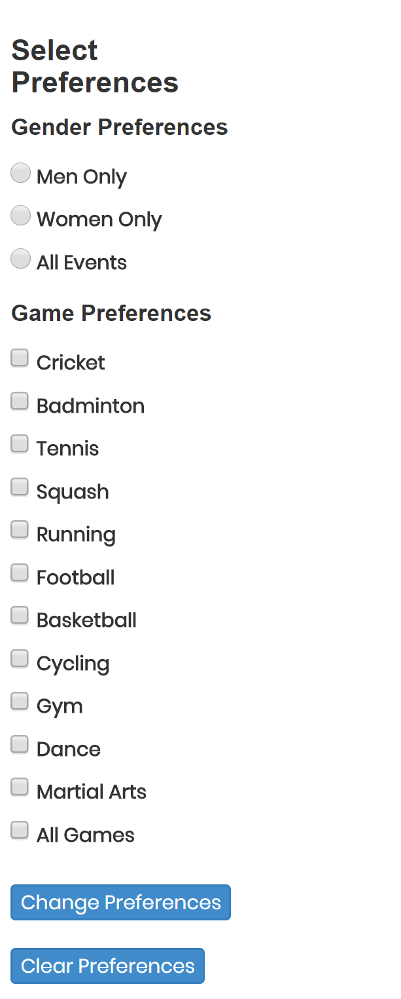 Select
Preferences
Gender Preferences
Men Only
Women Only
All Events
Game Preferences
Cricket
Badminton
Tennis
Squash
Running
Football
Basketball
Cycling
Gym
Dance
Martial Arts
All Games
Change Preferences
Clear Preferences